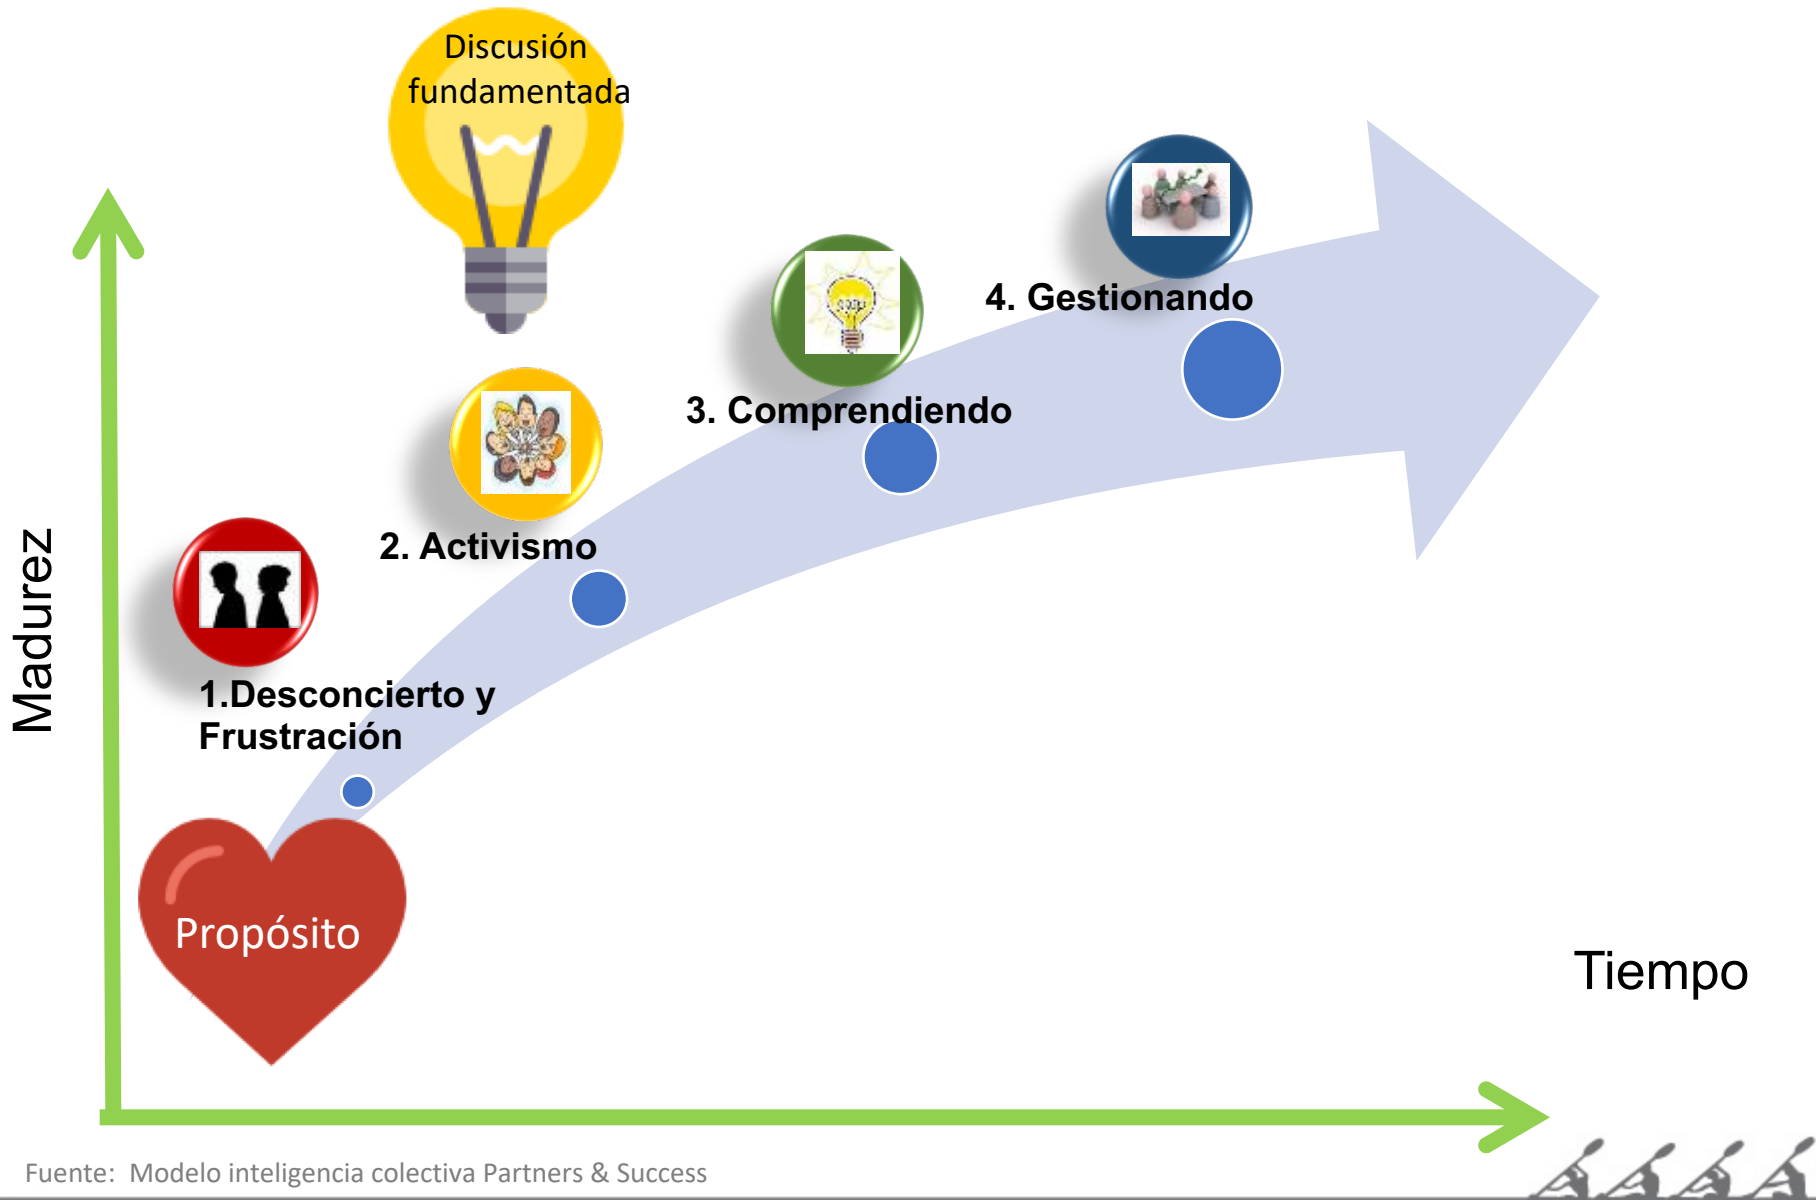 Discusión
fundamentada
4. Gestionando
3. Comprendiendo
2. Activismo
1.Desconcierto y
Frustración
Madurez
Propósito
Tiempo
Fuente: Modelo inteligencia colectiva Partners & Success